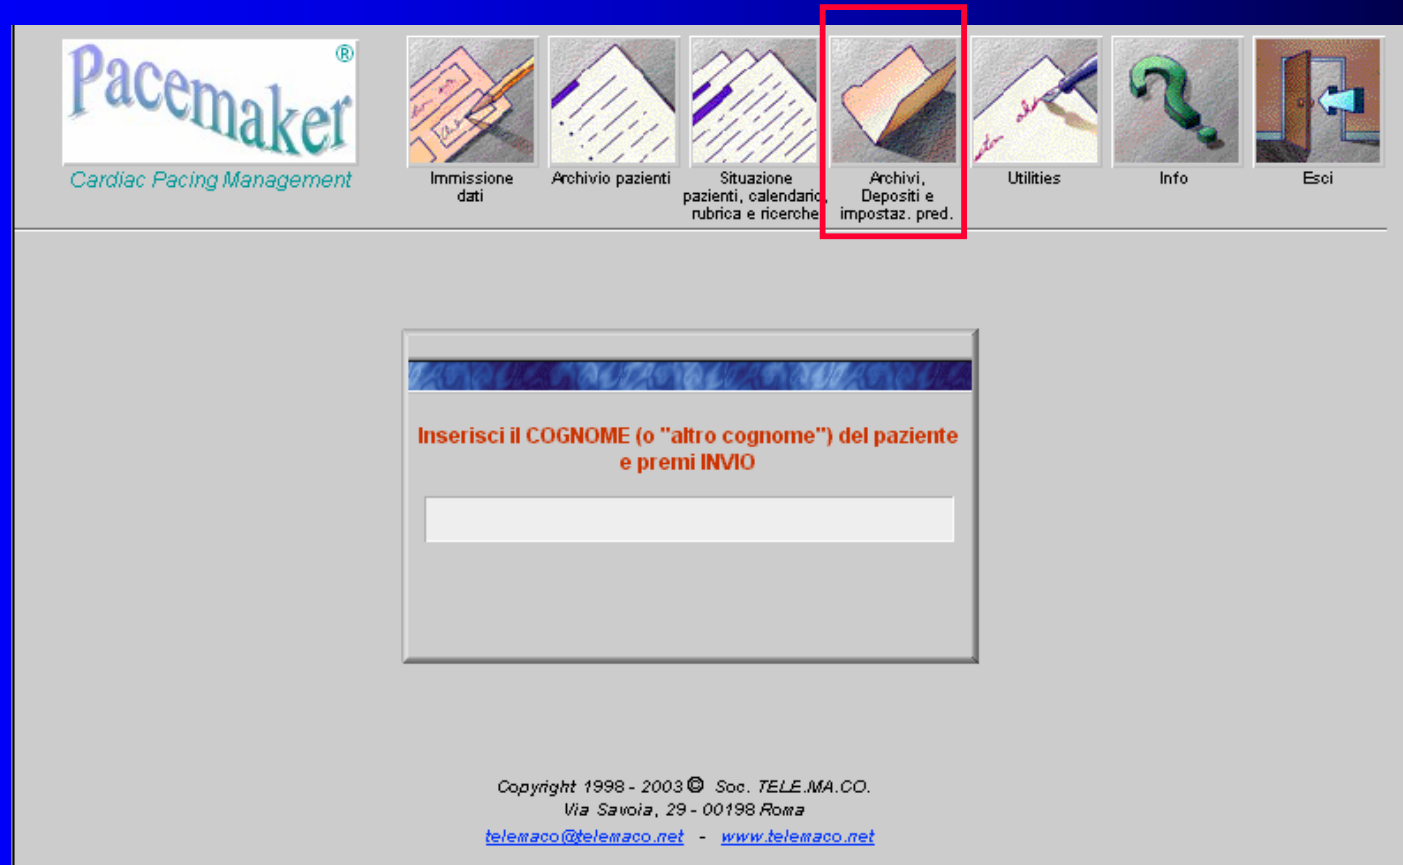 Pacemaker ®
Cardiac Pacing Management
Immissione
dati
Archivio pazienti
Situazione
pazienti, calendario,
rubrica e ricerche
Archivi,
Depositi e
impostaz. pred.
Utilities
Info
Esci
Inserisci il COGNOME (o "altro cognome") del paziente
e premi INVIO
Copyright 1998 - 2003 © Soc. TELE.MA.CO.
Via Savoia, 29 - 00198 Roma
telemaco@telemaco.net - www.telemaco.net